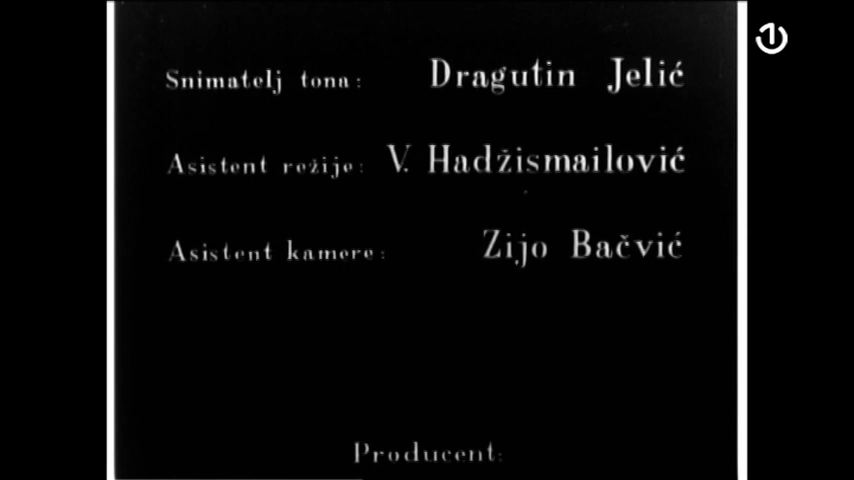 Snimatelj tona: Dragutin Jelić
Asistent režije: V. Hadžismailović
Asistent kamere: Zijo Bačvić
Producent: